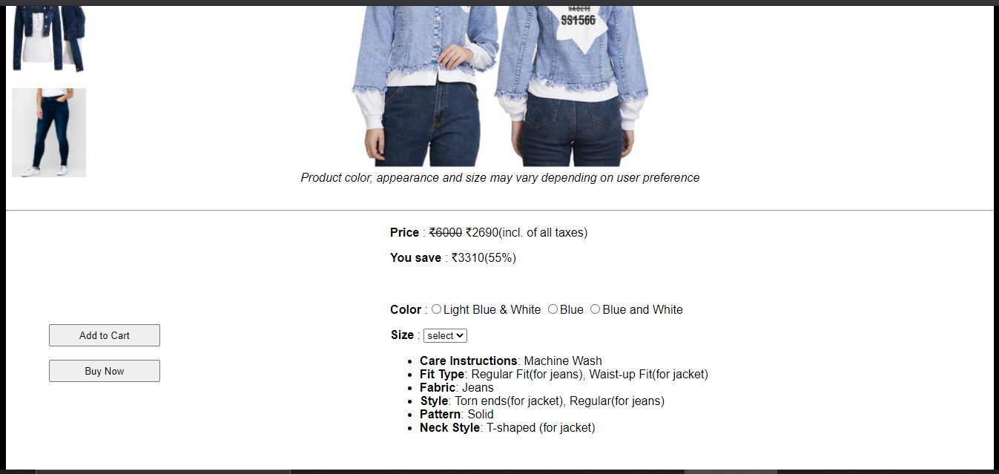 SS1566
Product color, appearance and size may vary depending on user preference
Price : ₹6000 ₹2690(incl. of all taxes)
You save : ₹3310(55%)
Color : Light Blue & White Blue Blue and White
Size : select
Add to Cart
Buy Now
• Care Instructions: Machine Wash
• Fit Type: Regular Fit(for jeans), Waist-up Fit(for jacket)
• Fabric: Jeans
• Style: Torn ends(for jacket), Regular(for jeans)
• Pattern: Solid
• Neck Style: T-shaped (for jacket)